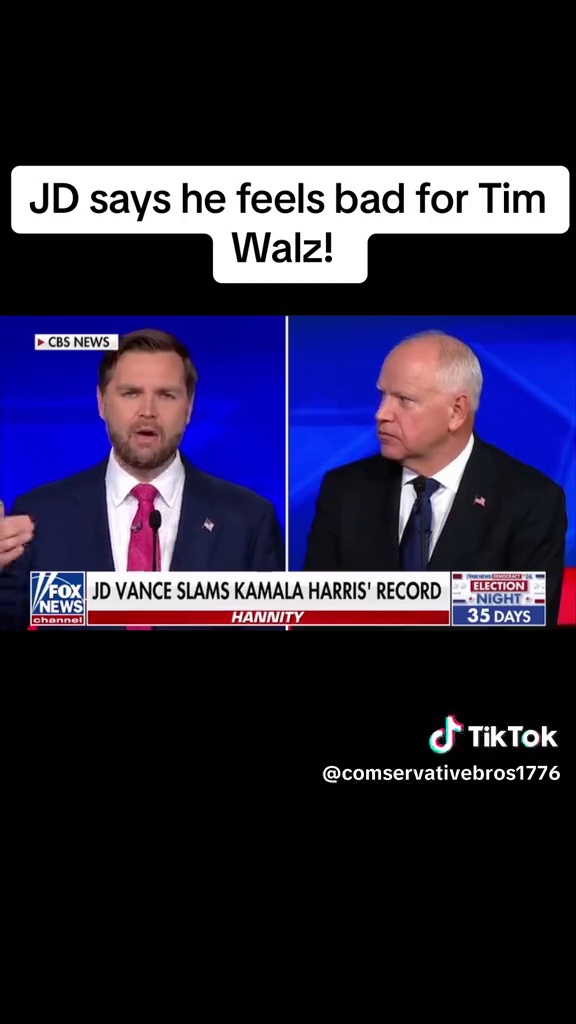 JD says he feels bad for Tim
Walz!
CBS NEWS
FOX
NEWS
channel
JD VANCE SLAMS KAMALA HARRIS' RECORD
HANNITY
DEMOCRACY
ELECTION
NIGHT
35 DAYS
TikTok
@comservativebros1776